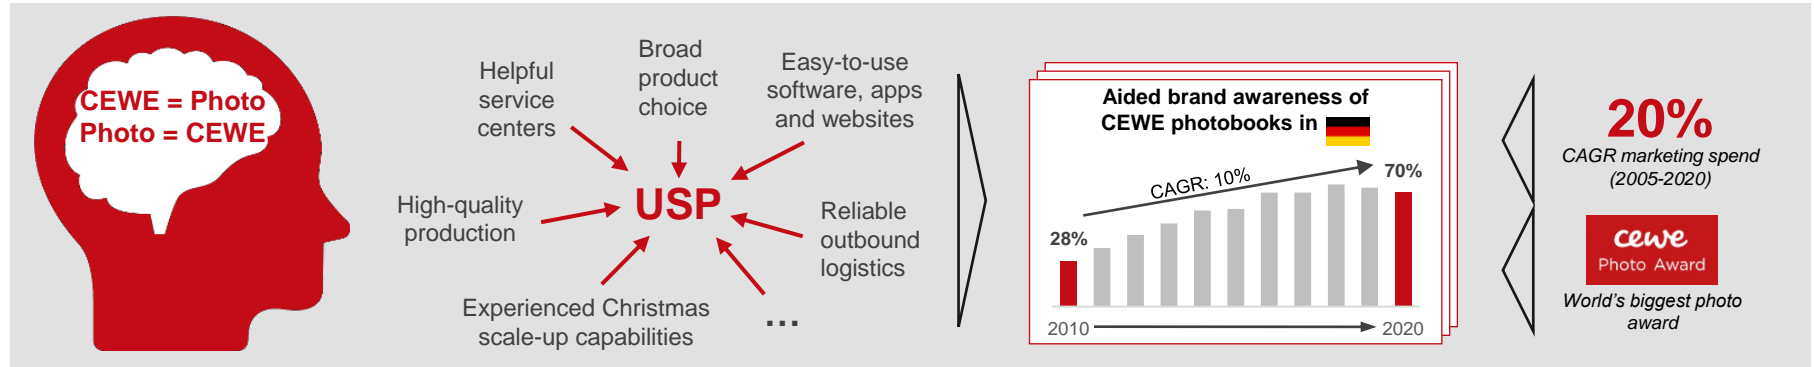 CEWE = Photo
Photo = CEWE
Helpful
service
centers
Broad
product
choice
Easy-to-use
software, apps
and websites
High-quality
production
USP
Reliable
outbound
logistics
Experienced Christmas
scale-up capabilities
...
Aided brand awareness of
CEWE photobooks in
CAGR: 10%
28%
70%
2010
2020
20%
CAGR marketing spend
(2005-2020)
cewe
Photo Award
World's biggest photo
award